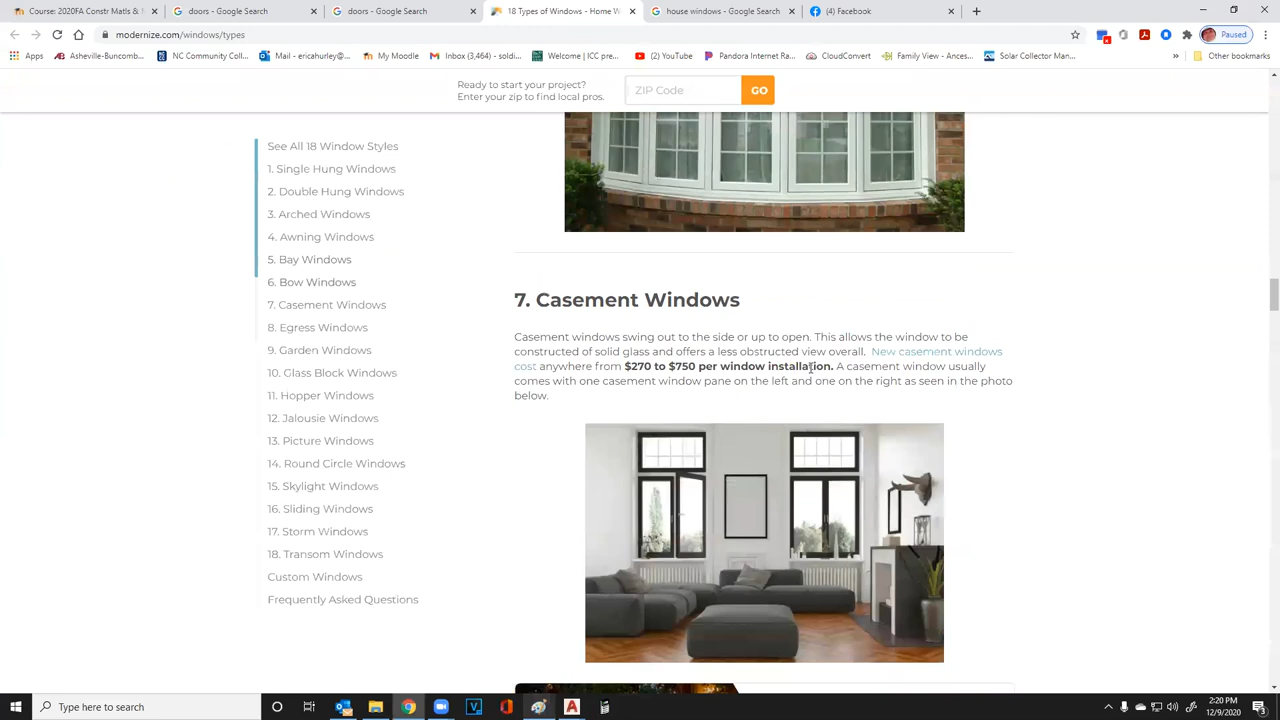 Course: 2020FA Constr Matls &
doors - Google Search
doors - Google Search
18 Types of Windows - Home W
house windows - Google Search
(4) Facebook
modernize.com/windows/types
Paused
Apps
Asheville-Buncomb...
NC Community Coll...
Mail - ericahurley@...
My Moodle
Inbox (3,464) - soldi...
Welcome | ICC pre...
(2) YouTube
Pandora Internet Ra...
CloudConvert
Family View - Ances...
Solar Collector Man...
»
Other bookmarks
Ready to start your project?
Enter your zip to find local pros.
ZIP Code
GO
See All 18 Window Styles
1. Single Hung Windows
2. Double Hung Windows
3. Arched Windows
4. Awning Windows
5. Bay Windows
6. Bow Windows
7. Casement Windows
8. Egress Windows
9. Garden Windows
10. Glass Block Windows
11. Hopper Windows
12. Jalousie Windows
13. Picture Windows
14. Round Circle Windows
15. Skylight Windows
16. Sliding Windows
17. Storm Windows
18. Transom Windows
Custom Windows
Frequently Asked Questions
7. Casement Windows
Casement windows swing out to the side or up to open. This allows the window to be
constructed of solid glass and offers a less obstructed view overall. New casement windows
cost anywhere from $270 to $750 per window installation. A casement window usually
comes with one casement window pane on the left and one on the right as seen in the photo
below.
Type here to search
2:20 PM
12/9/2020